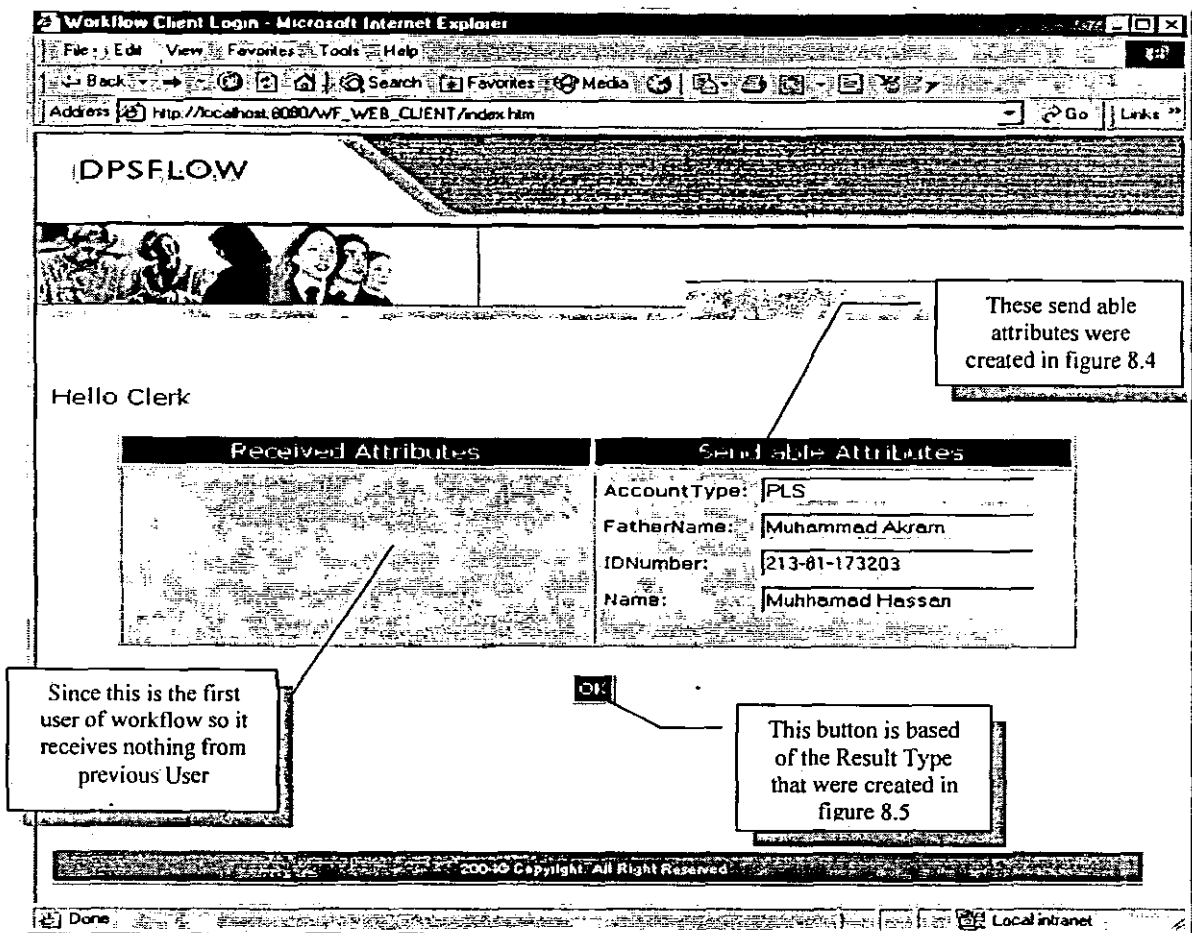 Workflow Client Login - Microsoft Internet Explorer
File Edit View Favorites Tools Help
Back Search Favorites Media
Address http://localhost:8080/WF_WEB_CLIENT/index.htm Go Links »
DPSFLOW
These send able
attributes were
created in figure 8.4
Hello Clerk
Received Attributes
Send able Attributes
AccountType: PLS
FatherName: Muhammad Akram
IDNumber: 213-81-173203
Name: Muhhamad Hassan
Since this is the first
user of workflow so it
receives nothing from
previous User
OK
This button is based
of the Result Type
that were created in
figure 8.5
Copyright. All Right Reserved
Done Local intranet